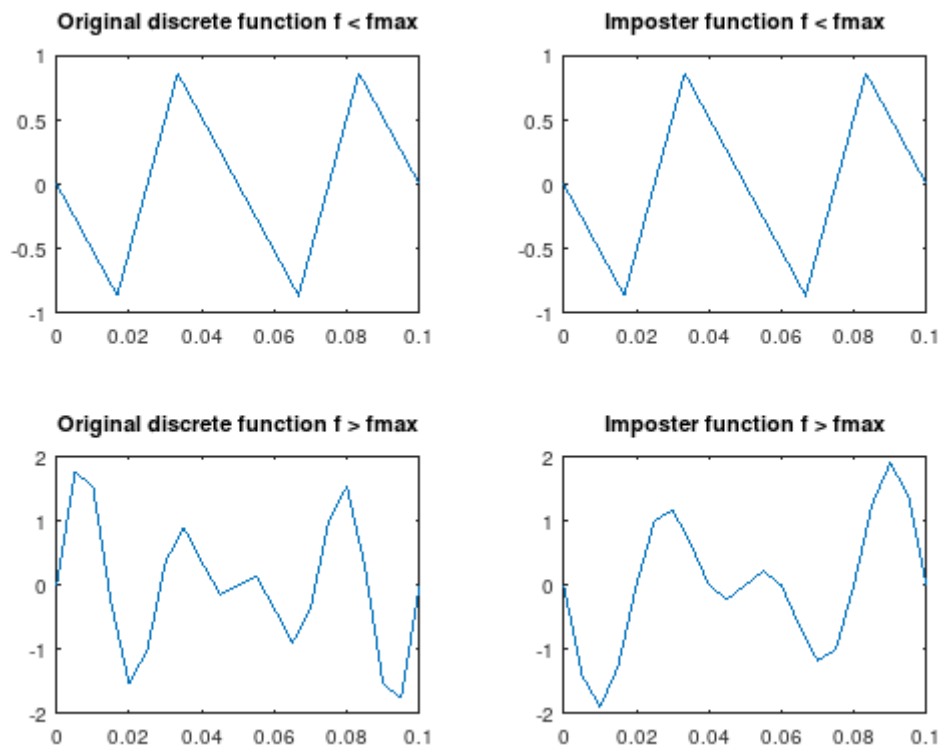 Original discrete function f < fmax
Imposter function f < fmax
1
0.5
0
-0.5
-1
0 0.02 0.04 0.06 0.08 0.1
1
0.5
0
-0.5
-1
0 0.02 0.04 0.06 0.08 0.1
Original discrete function f > fmax
Imposter function f > fmax
2
1
0
-1
-2
0 0.02 0.04 0.06 0.08 0.1
2
1
0
-1
-2
0 0.02 0.04 0.06 0.08 0.1